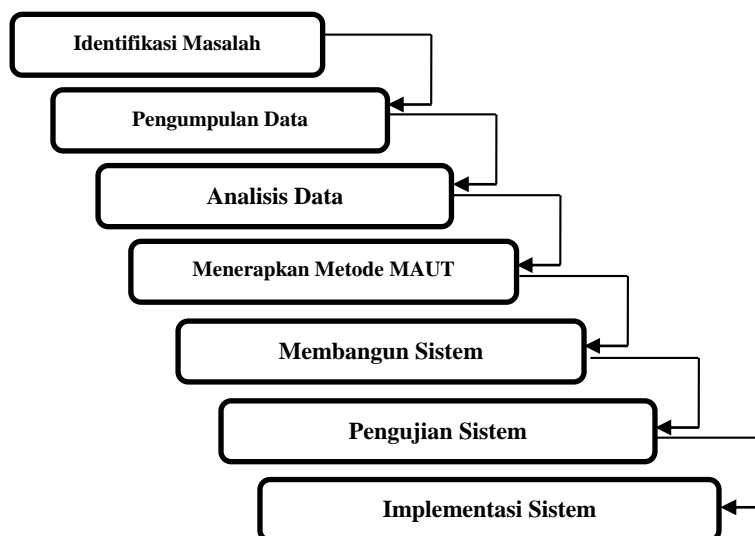 Identifikasi Masalah
Pengumpulan Data
Analisis Data
Menerapkan Metode MAUT
Membangun Sistem
Pengujian Sistem
Implementasi Sistem